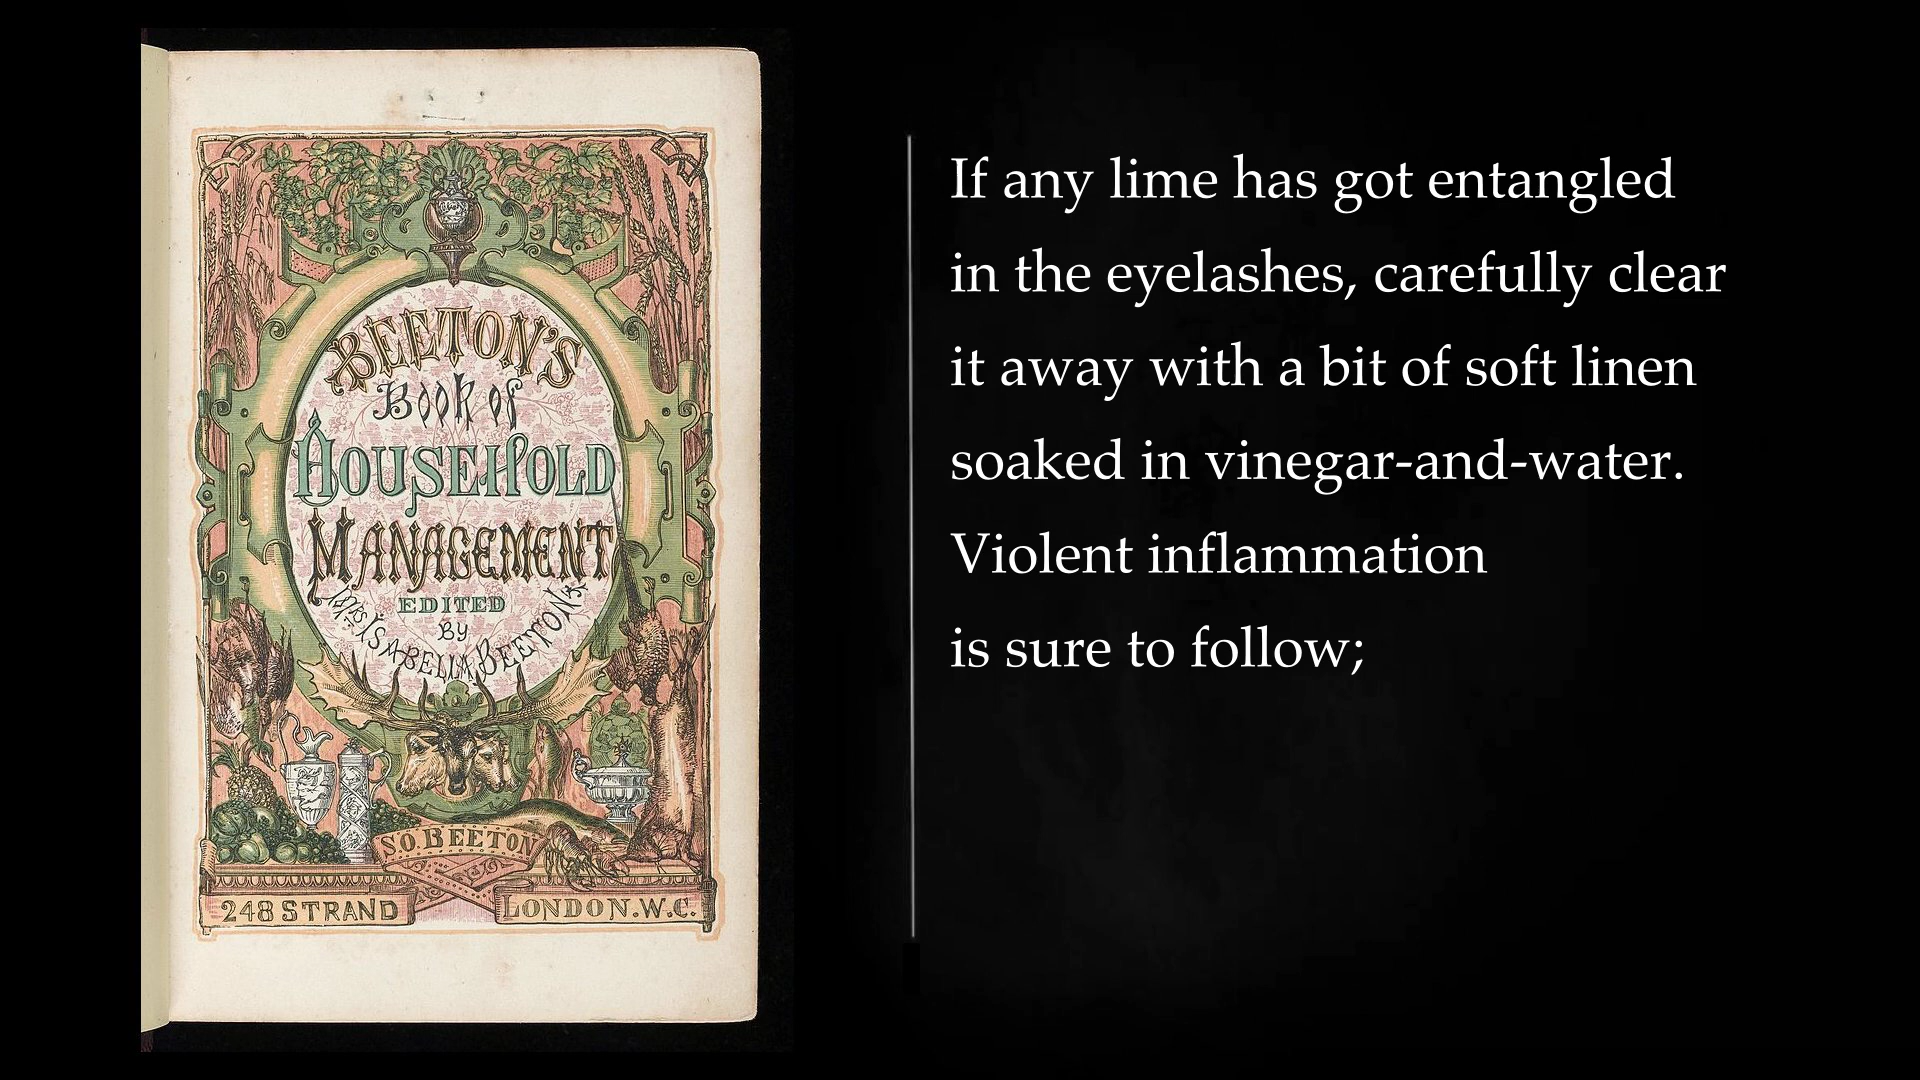 BEETON'S
Book of
HOUSEHOLD
MANAGEMENT
EDITED
BY
MRS ISABELLA BEETON
S.O. BEETON
248 STRAND
LONDON. W.C.
If any lime has got entangled
in the eyelashes, carefully clear
it away with a bit of soft linen
soaked in vinegar-and-water.
Violent inflammation
is sure to follow;